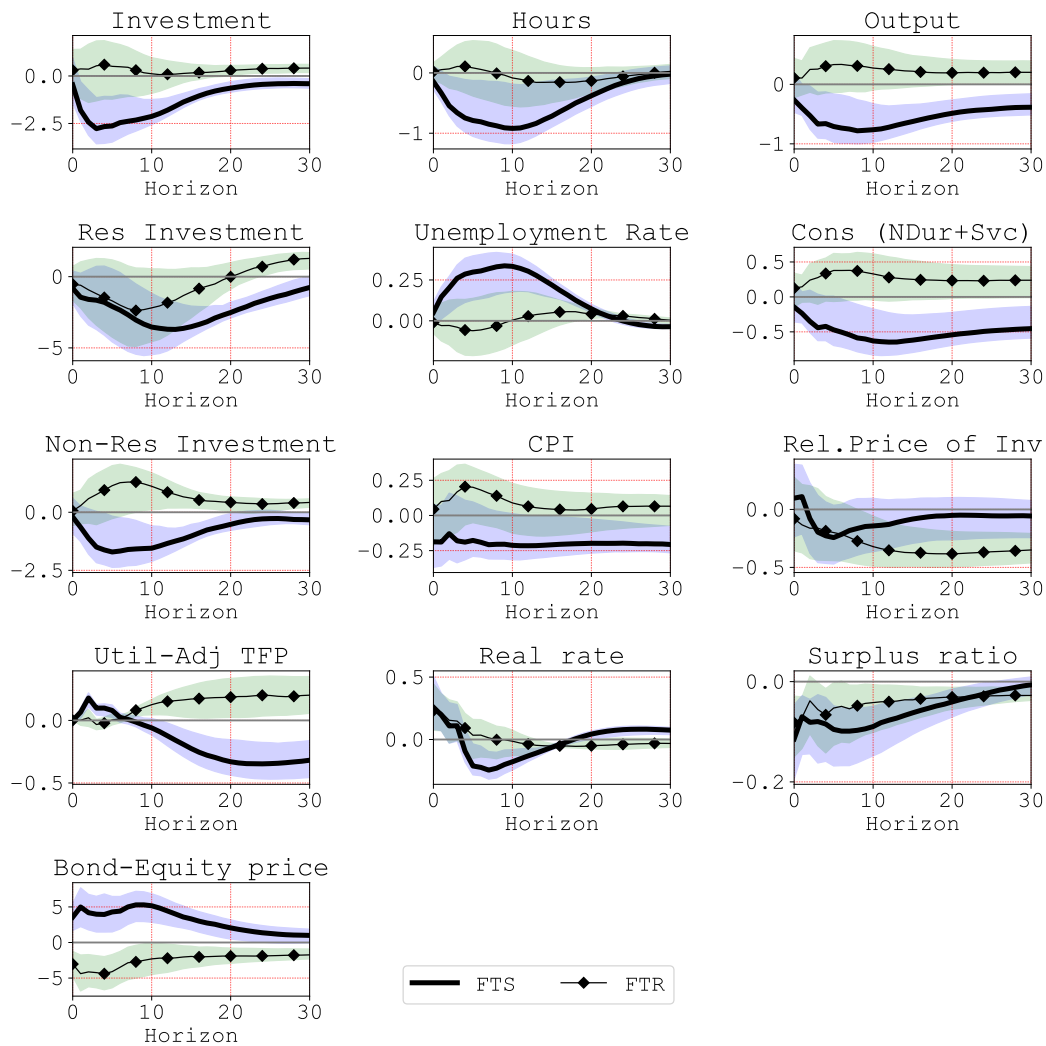 Investment Hours Output
0.0 0 0
−2.5 −1 −1
0 10 20 30 0 10 20 30 0 10 20 30
Horizon Horizon Horizon
Res Investment Unemployment Rate Cons (NDur+Svc)
0 0.25 0.5
−5 0.00 0.0
−0.5
0 10 20 30 0 10 20 30 0 10 20 30
Horizon Horizon Horizon
Non-Res Investment CPI Rel.Price of Inv
0.0 0.25 0.0
−2.5 0.00 −0.5
−0.25
0 10 20 30 0 10 20 30 0 10 20 30
Horizon Horizon Horizon
Util-Adj TFP Real rate Surplus ratio
0.0 0.5 0.0
−0.5 0.0 −0.2
0 10 20 30 0 10 20 30 0 10 20 30
Horizon Horizon Horizon
Bond-Equity price
5
0
−5
0 10 20 30
Horizon
FTS FTR